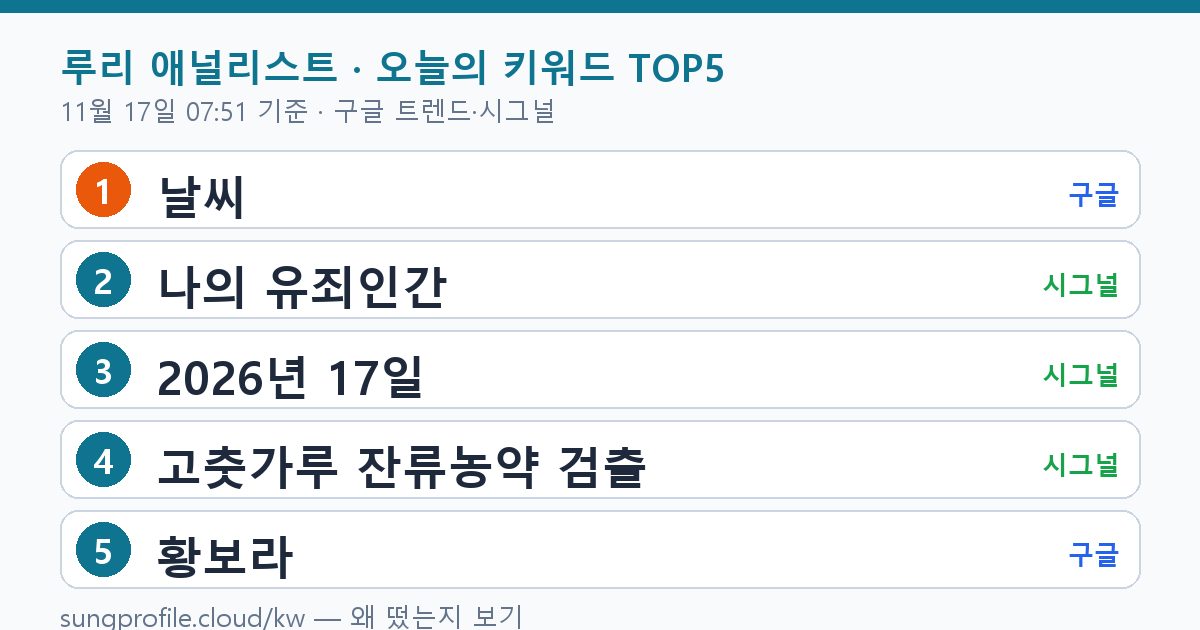 루리 애널리스트 · 오늘의 키워드 TOP5
11월 17일 07:51 기준 · 구글 트렌드·시그널
1 날씨 구글
2 나의 유죄인간 시그널
3 2026년 17일 시그널
4 고춧가루 잔류농약 검출 시그널
5 황보라 구글
sungprofile.cloud/kw — 왜 떴는지 보기